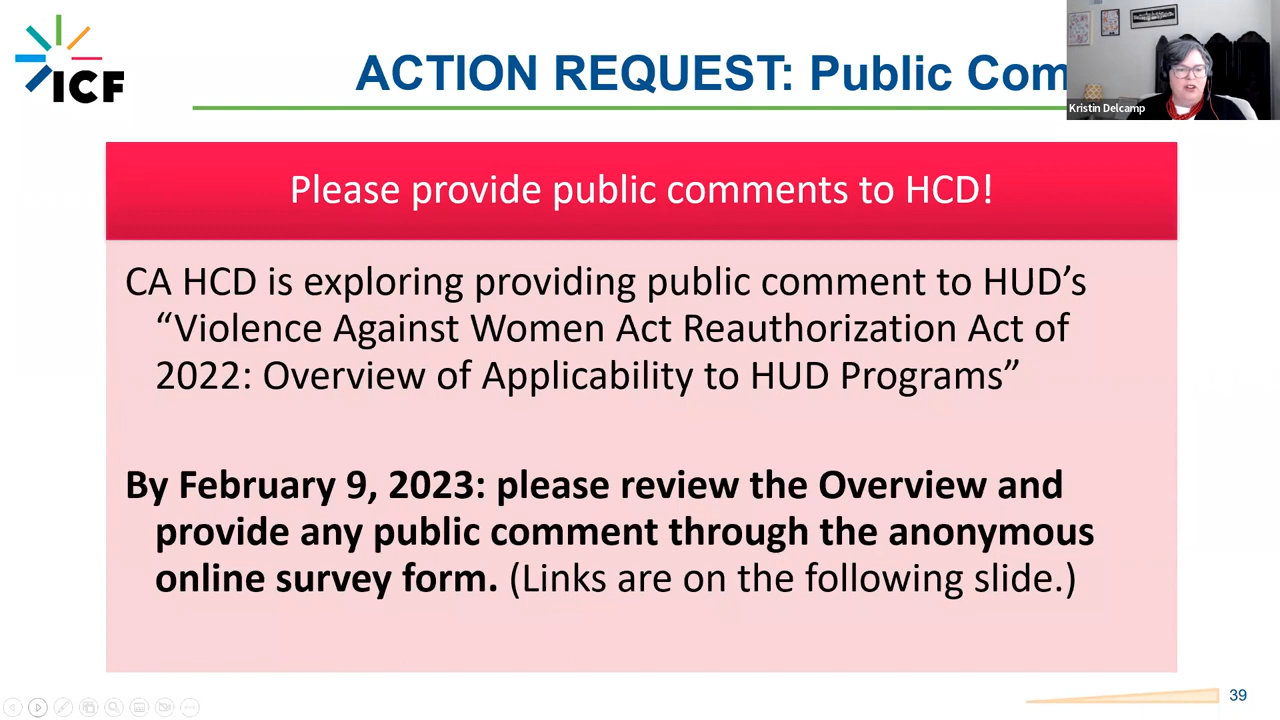 ICF
ACTION REQUEST: Public Com
Kristin Delcamp
Please provide public comments to HCD!
CA HCD is exploring providing public comment to HUD’s
“Violence Against Women Act Reauthorization Act of
2022: Overview of Applicability to HUD Programs”
By February 9, 2023: please review the Overview and
provide any public comment through the anonymous
online survey form. (Links are on the following slide.)
39